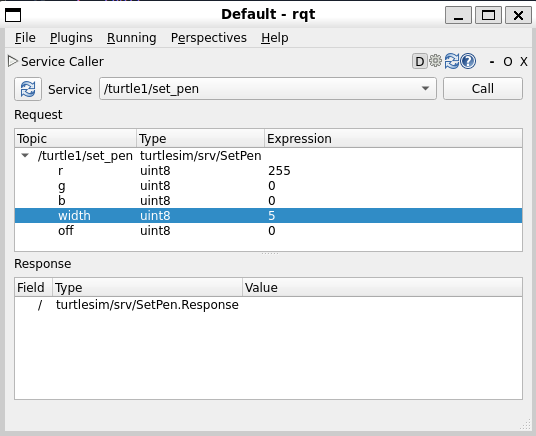 Default - rqt
File Plugins Running Perspectives Help
Service Caller D ? - O X
Service /turtle1/set_pen Call
Request
Topic Type Expression
/turtle1/set_pen turtlesim/srv/SetPen
r uint8 255
g uint8 0
b uint8 0
width uint8 5
off uint8 0
Response
Field Type Value
/ turtlesim/srv/SetPen.Response